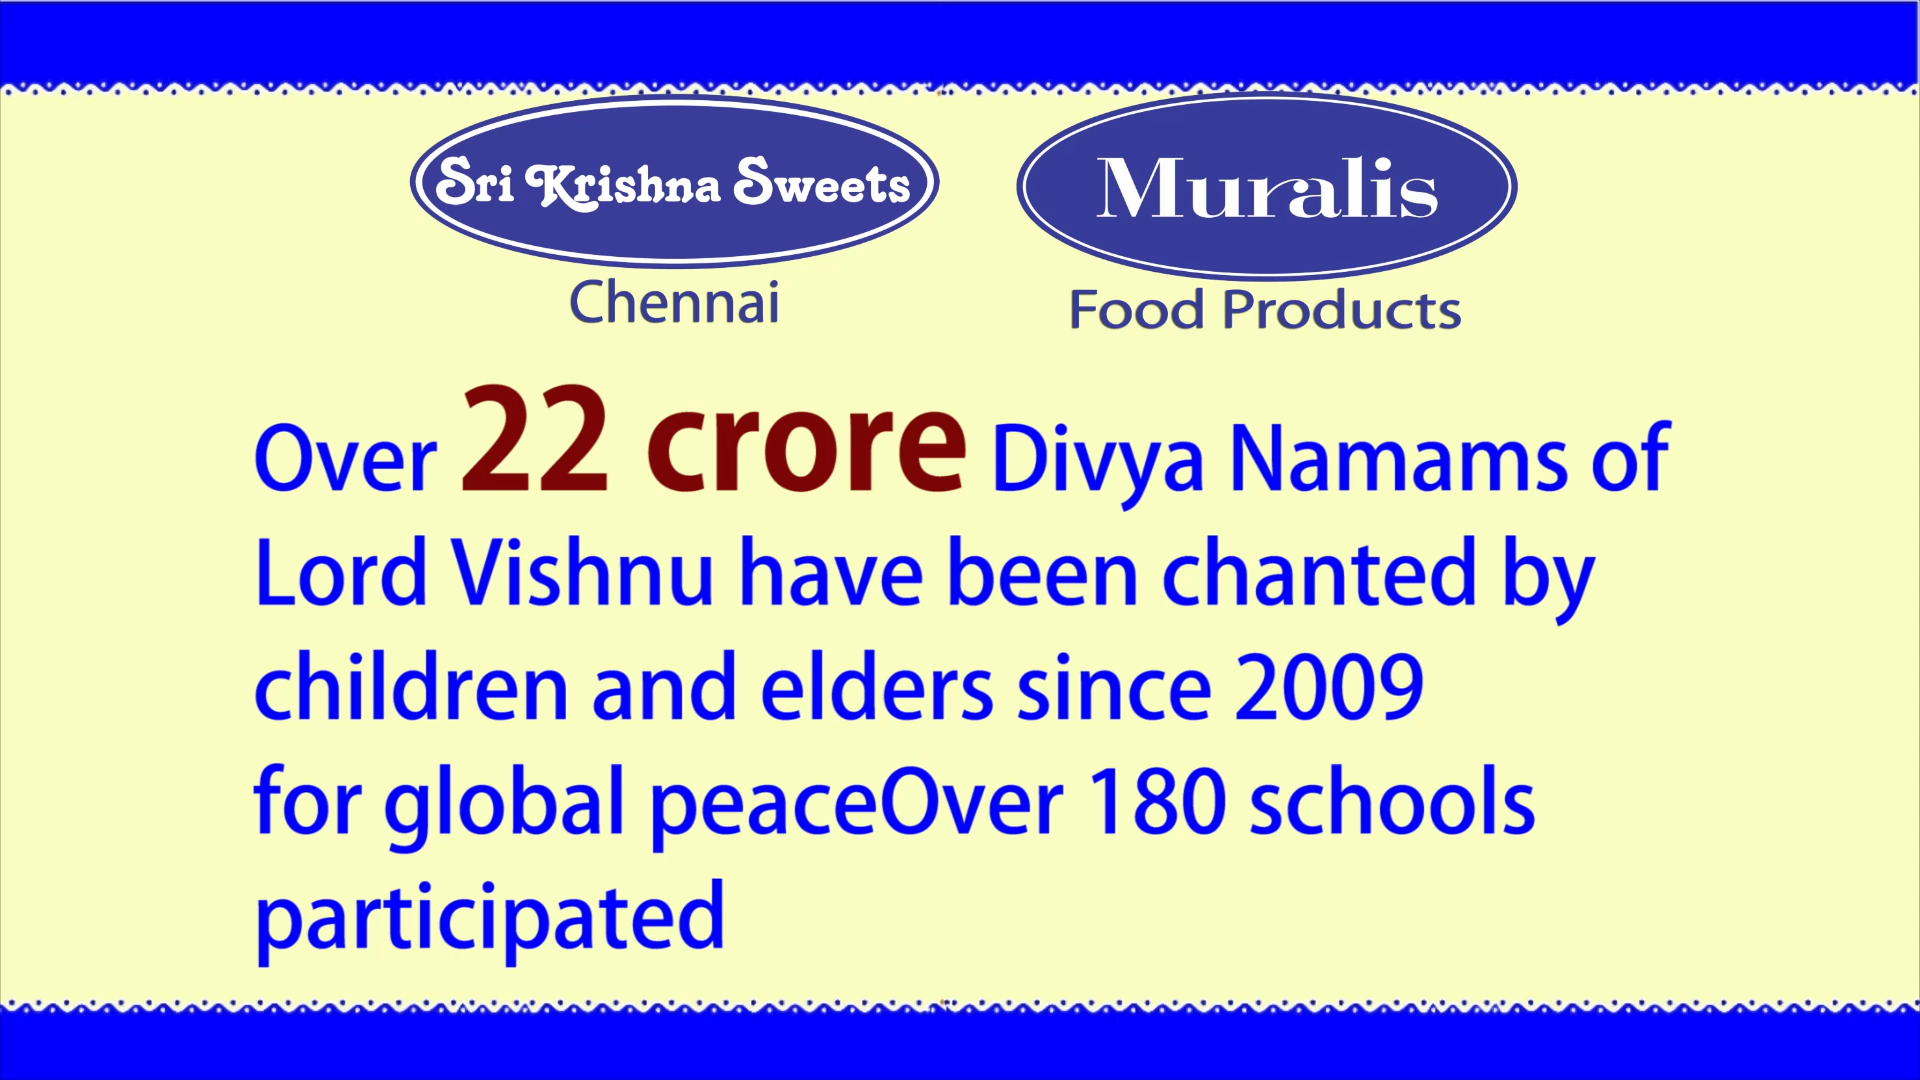 Sri Krishna Sweets
Chennai
Muralis
Food Products
Over 22 crore Divya Namams of
Lord Vishnu have been chanted by
children and elders since 2009
for global peaceOver 180 schools
participated